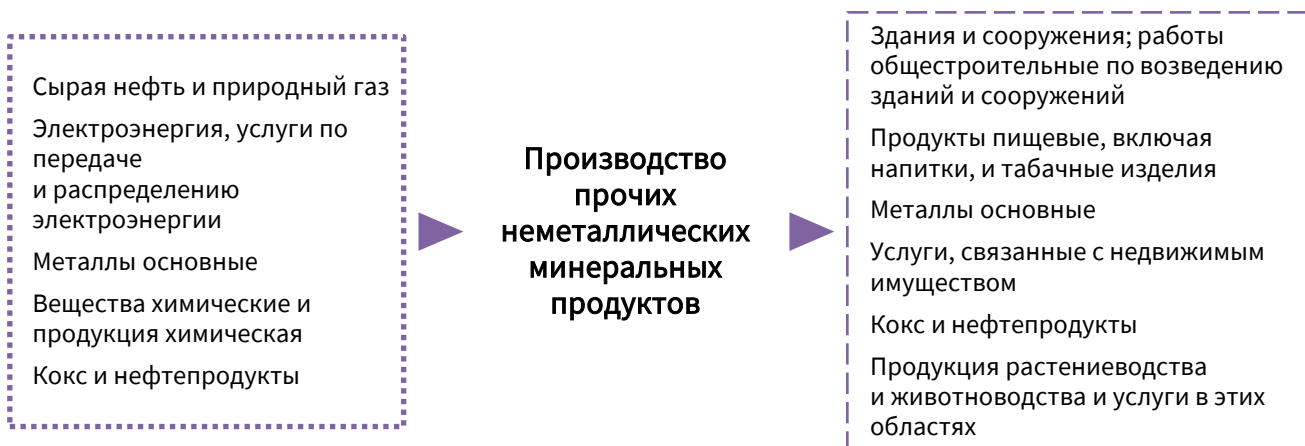 Сырая нефть и природный газ
Электроэнергия, услуги по
передаче
и распределению
электроэнергии
Металлы основные
Вещества химические и
продукция химическая
Кокс и нефтепродукты
Производство
прочих
неметаллических
минеральных
продуктов
Здания и сооружения; работы
общестроительные по возведению
зданий и сооружений
Продукты пищевые, включая
напитки, и табачные изделия
Металлы основные
Услуги, связанные с недвижимым
имуществом
Кокс и нефтепродукты
Продукция растениеводства
и животноводства и услуги в этих
областях